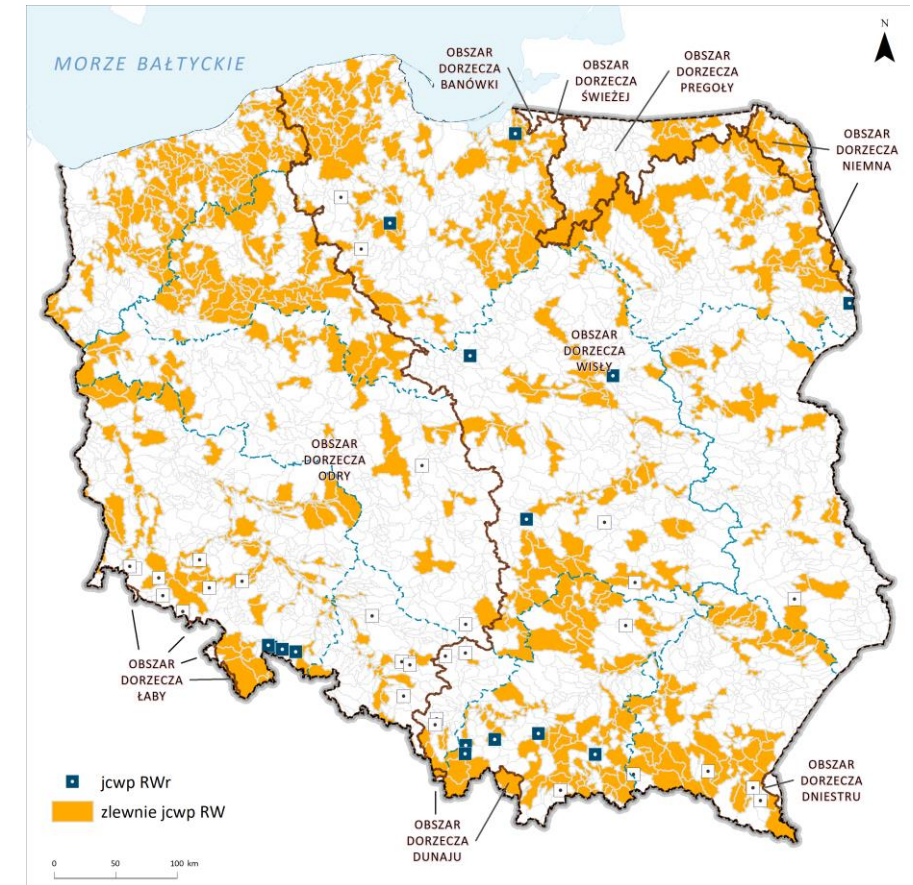 N
MORZE BAŁTYCKIE
OBSZAR
DORZECZA
BANÓWKI
OBSZAR
DORZECZA
ŚWIEŻEJ
OBSZAR
DORZECZA
PREGOŁY
OBSZAR
DORZECZA
NIEMNA
OBSZAR
DORZECZA
WISŁY
OBSZAR
DORZECZA
ODRY
OBSZAR
DORZECZA
ŁABY
OBSZAR
DORZECZA
DNIESTRU
OBSZAR
DORZECZA
DUNAJU
jcwp RWr
zlewnie jcwp RW
0 50 100 km